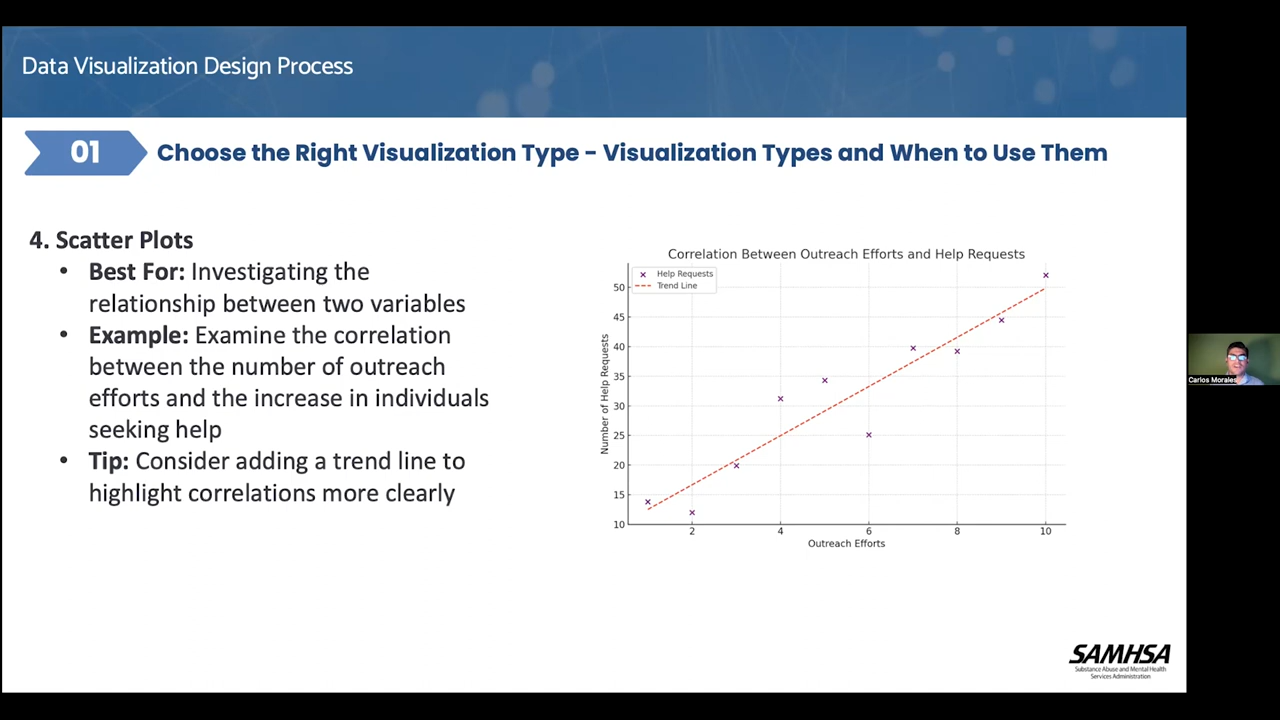 Data Visualization Design Process
01
Choose the Right Visualization Type – Visualization Types and When to Use Them
4. Scatter Plots
• Best For: Investigating the
relationship between two variables
• Example: Examine the correlation
between the number of outreach
efforts and the increase in individuals
seeking help
• Tip: Consider adding a trend line to
highlight correlations more clearly
Correlation Between Outreach Efforts and Help Requests
Help Requests
Trend Line
Number of Help Requests
50
45
40
35
30
25
20
15
10
2 4 6 8 10
Outreach Efforts
Carlos Morales
SAMHSA
Substance Abuse and Mental Health
Services Administration